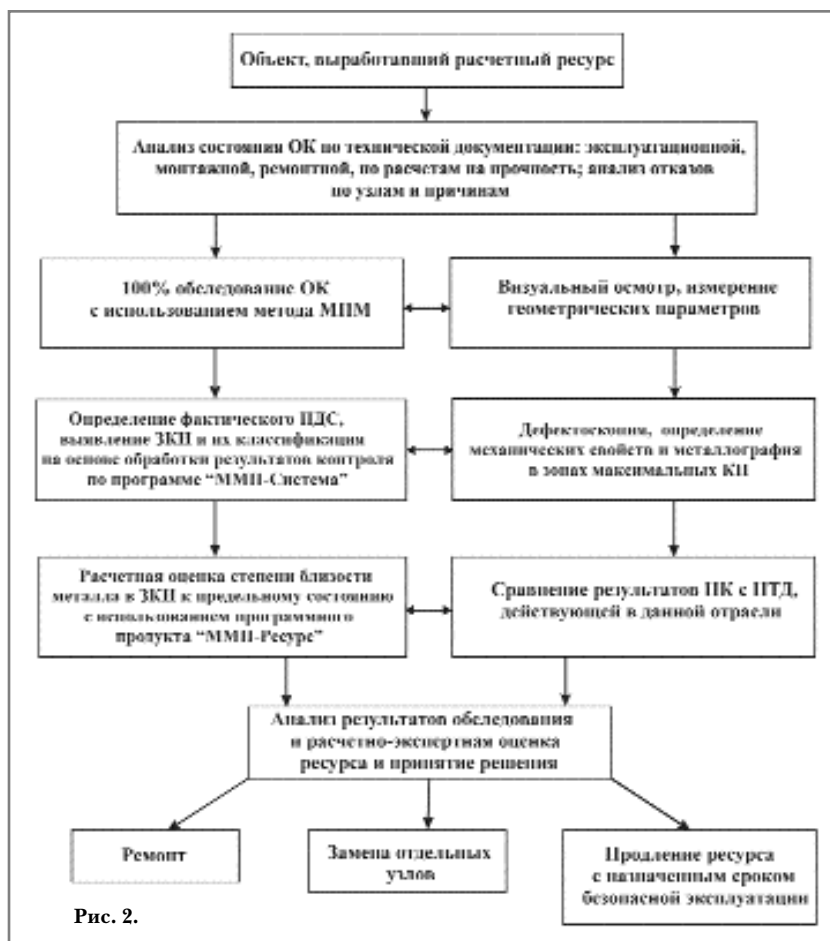 Объект, выработавший расчетный ресурс
Анализ состояния ОК по технической документации: эксплуатационной,
монтажной, ремонтной, по расчетам на прочность; анализ отказов
по узлам и причинам
100% обследование ОК
с использованием метода МПМ
Визуальный осмотр, измерение
геометрических параметров
Определение фактического НДС,
выявление ЗКН и их классификация
на основе обработки результатов контроля
по программе “ММП-Система”
Дефектоскопия, определение
механических свойств и металлография
в зонах максимальных КН
Расчетная оценка степени близости
металла в ЗКН к предельному состоянию
с использованием программного
продукта “ММП-Ресурс”
Сравнение результатов НК с НТД,
действующей в данной отрасли
Анализ результатов обследования
и расчетно-экспертная оценка
ресурса и принятие решения
Ремонт
Замена отдельных
узлов
Продление ресурса
с назначенным сроком
безопасной эксплуатации
Рис. 2.